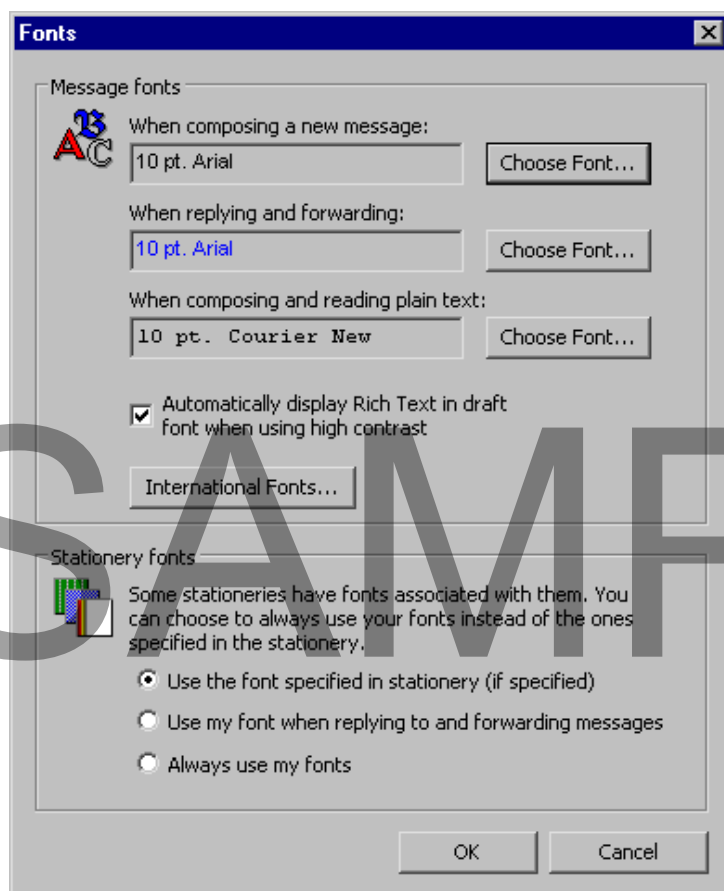 Fonts
Message fonts
When composing a new message:
10 pt. Arial
Choose Font...
When replying and forwarding:
10 pt. Arial
Choose Font...
When composing and reading plain text:
10 pt. Courier New
Choose Font...
Automatically display Rich Text in draft
font when using high contrast
International Fonts...
Stationery fonts
Some stationeries have fonts associated with them. You
can choose to always use your fonts instead of the ones
specified in the stationery.
Use the font specified in stationery (if specified)
Use my font when replying to and forwarding messages
Always use my fonts
OK
Cancel
SAMP